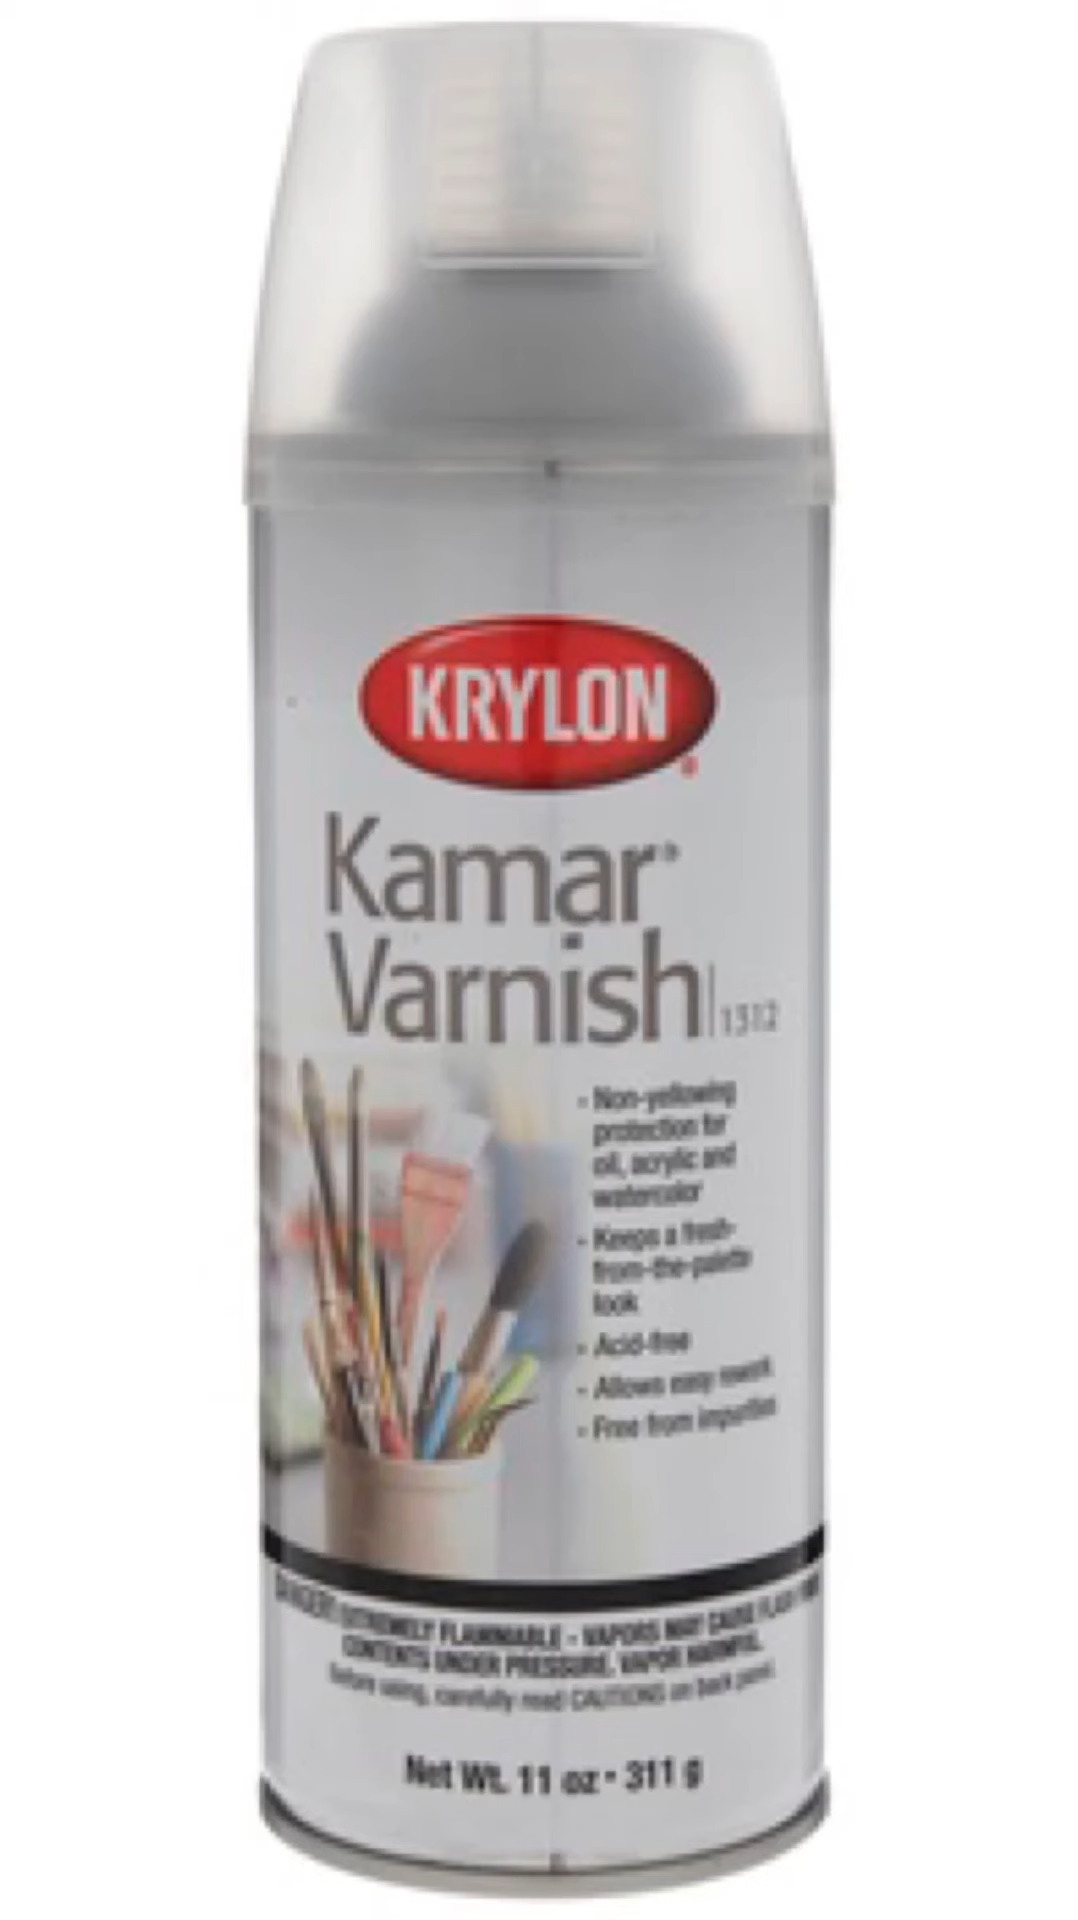 KRYLON®
Kamar®
Varnish | 1312
• Non-yellowing
protection for
oil, acrylic and
watercolor
• Keeps a fresh-
from-the-palette
look
• Acid-free
• Allows easy rework
• Free from impurities
DANGER! EXTREMELY FLAMMABLE • VAPORS MAY CAUSE FLASH FIRE
CONTENTS UNDER PRESSURE. VAPOR HARMFUL.
Before using, carefully read CAUTIONS on back panel.
Net Wt. 11 oz • 311 g